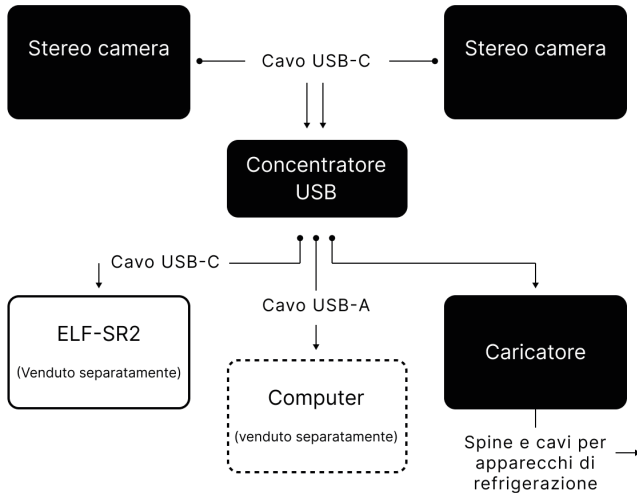 Stereo camera
Cavo USB-C
Stereo camera
Concentratore
USB
Cavo USB-C
Cavo USB-A
ELF-SR2
(Venduto separatamente)
Computer
(venduto separatamente)
Caricatore
Spine e cavi per
apparecchi di
refrigerazione